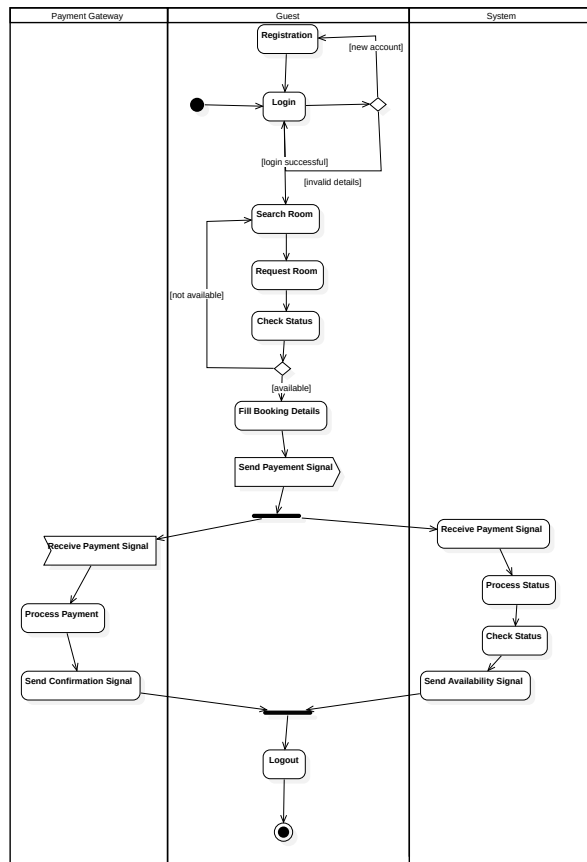 Payment Gateway
Guest
System
Registration
[new account]
Login
[login successful]
[invalid details]
Search Room
Request Room
[not available]
Check Status
[available]
Fill Booking Details
Send Payement Signal
Receive Payment Signal
Receive Payment Signal
Process Status
Process Payment
Check Status
Send Confirmation Signal
Send Availability Signal
Logout